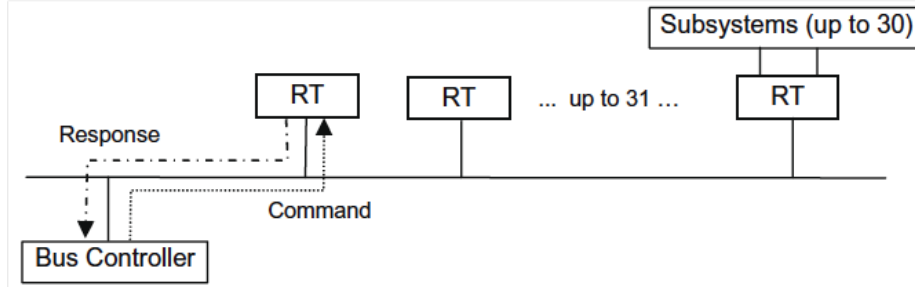 Subsystems (up to 30)
RT
RT
... up to 31 ...
RT
Response
Command
Bus Controller